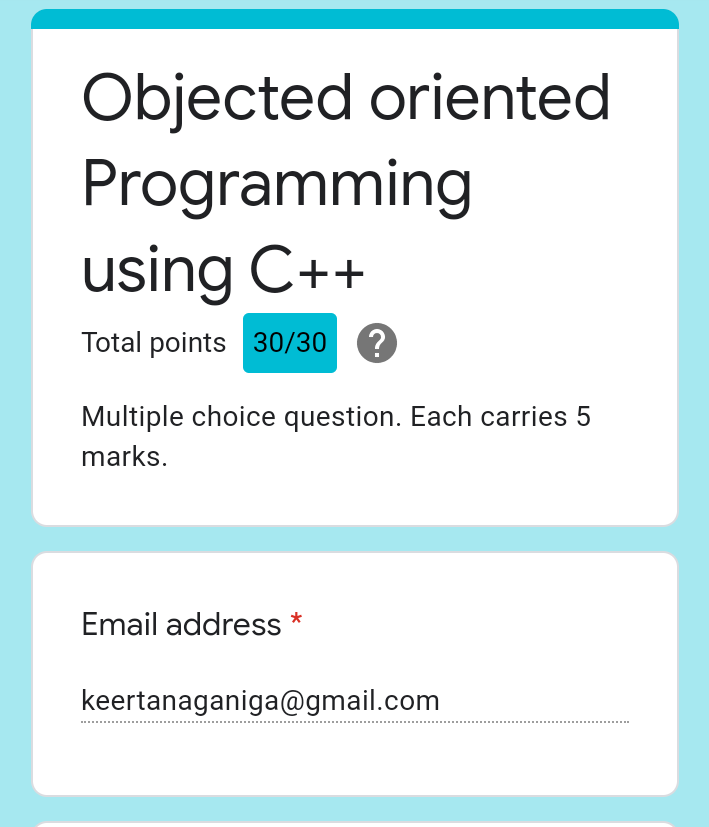 Objected oriented
Programming
using C++
Total points 30/30 ?
Multiple choice question. Each carries 5
marks.
Email address *
keertanaganiga@gmail.com